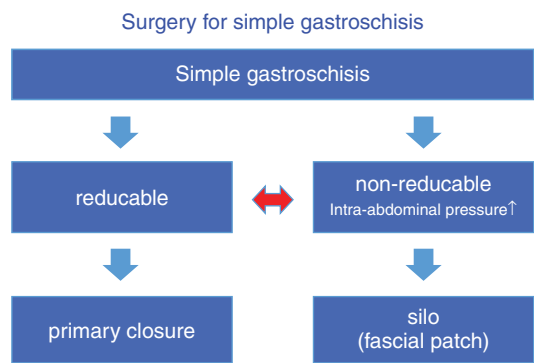 Surgery for simple gastroschisis
Simple gastroschisis
reducable
non-reducable
Intra-abdominal pressure↑
primary closure
silo
(fascial patch)